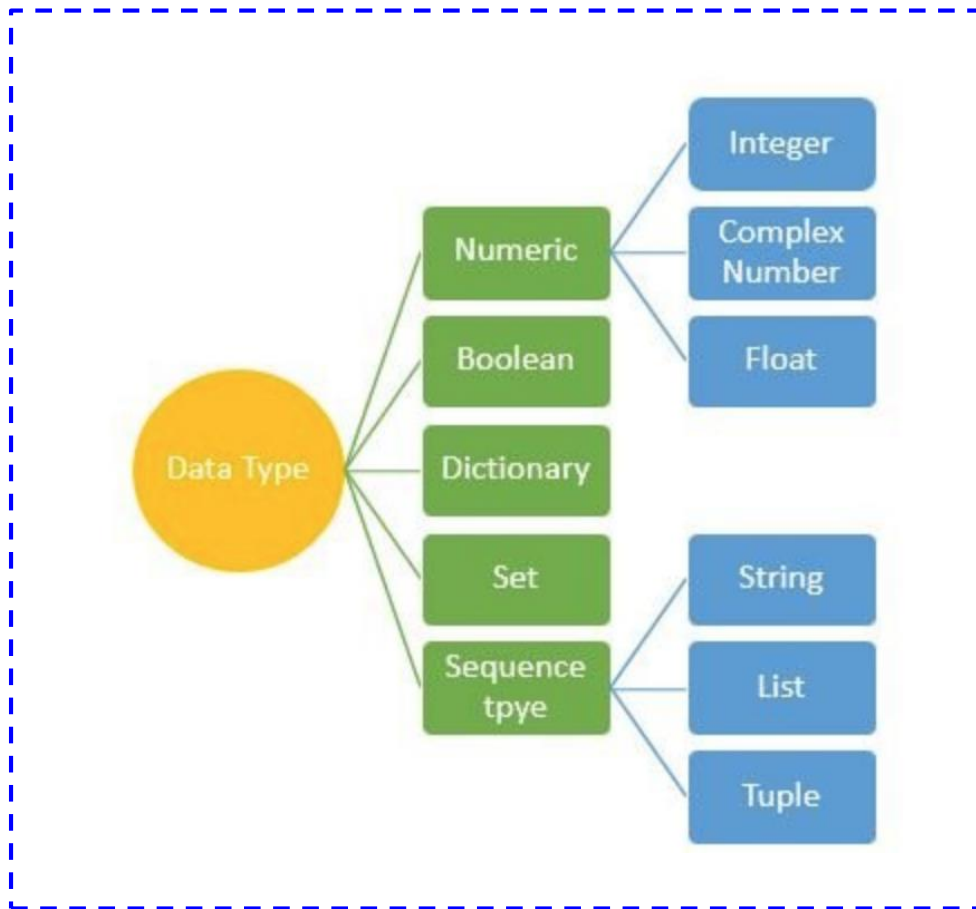 Data Type
Numeric
Boolean
Dictionary
Set
Sequence
tpye
Integer
Complex
Number
Float
String
List
Tuple